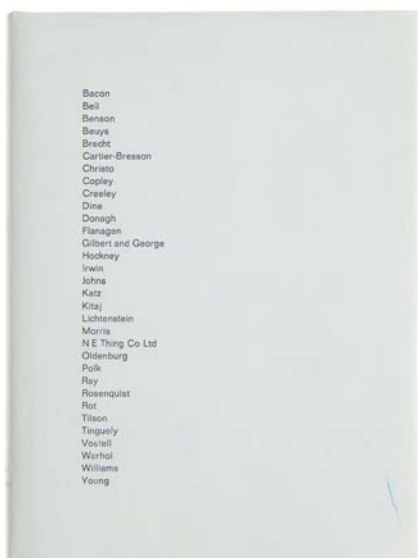 Bacon
Bell
Benson
Beuys
Brecht
Cartier-Bresson
Christo
Copley
Creeley
Dine
Donagh
Flanagan
Gilbert and George
Hockney
Irwin
Johns
Katz
Kitaj
Lichtenstein
Morris
N E Thing Co Ltd
Oldenburg
Polk
Ray
Rosenquist
Rot
Tilson
Tinguely
Vostell
Warhol
Williams
Young